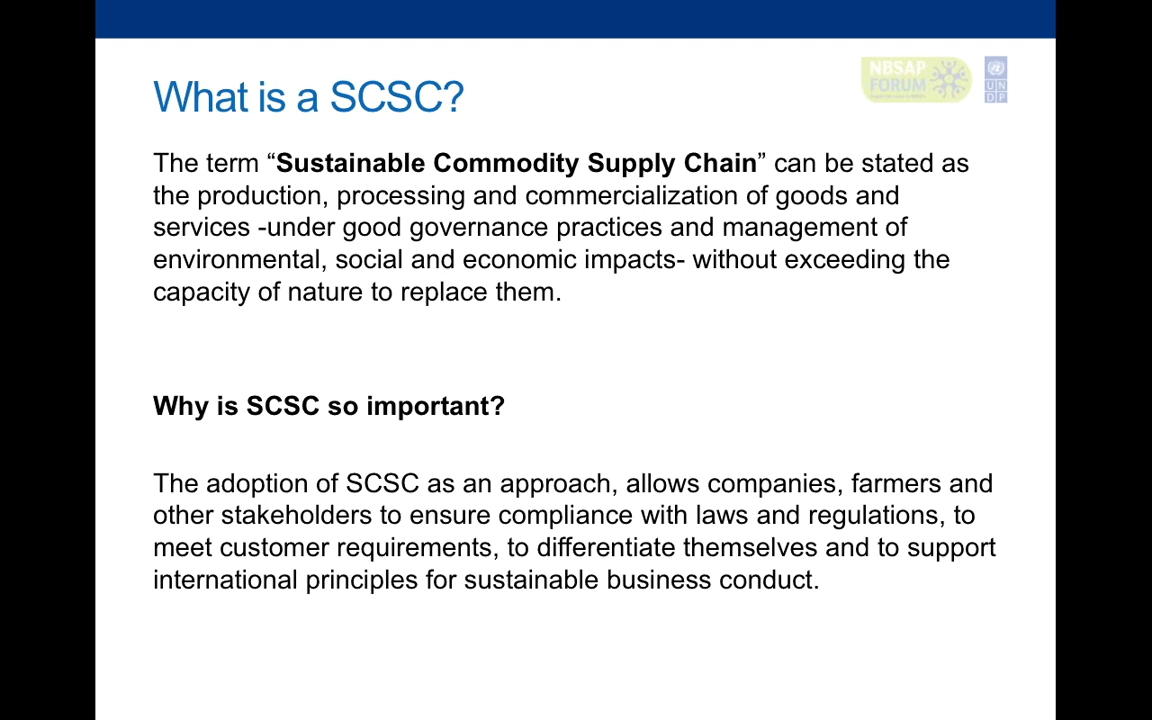 What is a SCSC?
NBSAP
FORUM
UN
DP
The term “Sustainable Commodity Supply Chain” can be stated as
the production, processing and commercialization of goods and
services -under good governance practices and management of
environmental, social and economic impacts- without exceeding the
capacity of nature to replace them.
Why is SCSC so important?
The adoption of SCSC as an approach, allows companies, farmers and
other stakeholders to ensure compliance with laws and regulations, to
meet customer requirements, to differentiate themselves and to support
international principles for sustainable business conduct.